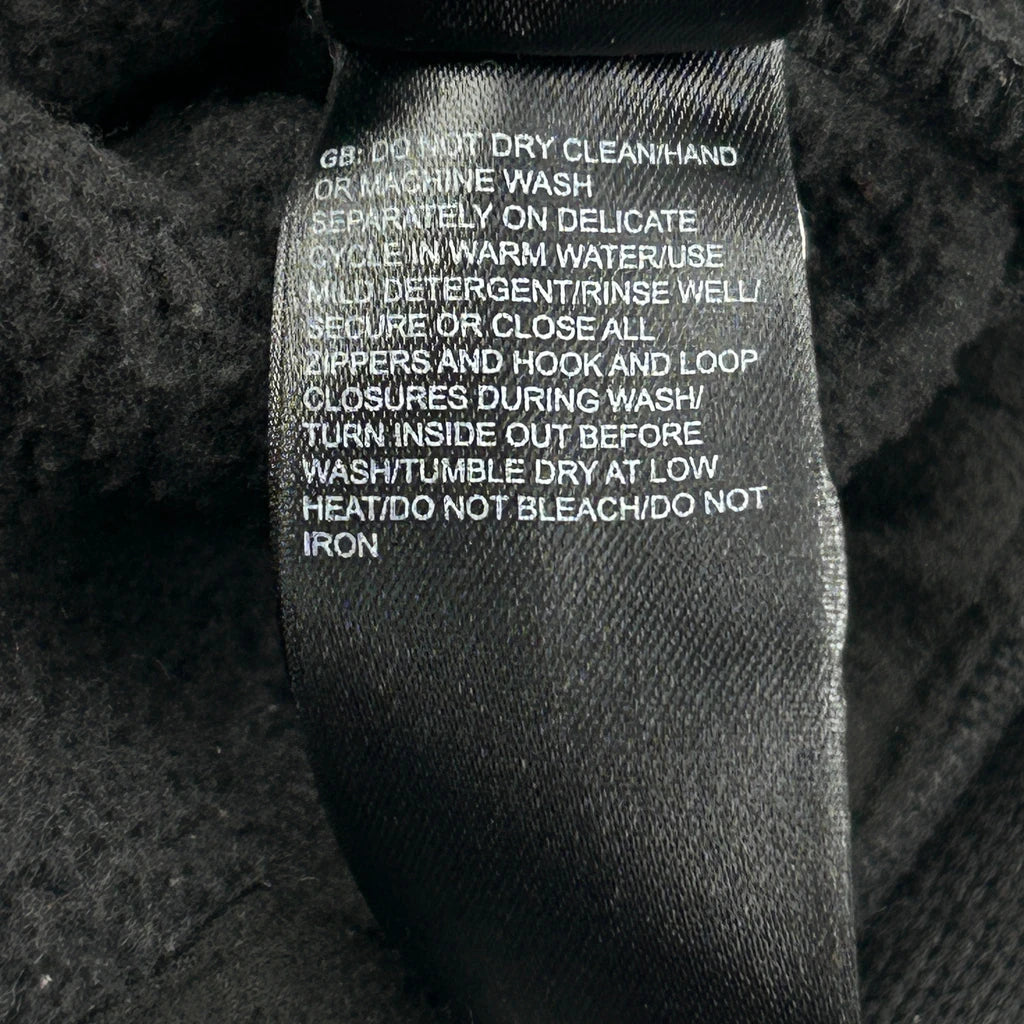 GB: DO NOT DRY CLEAN/HAND
OR MACHINE WASH
SEPARATELY ON DELICATE
CYCLE IN WARM WATER/USE
MILD DETERGENT/RINSE WELL/
SECURE OR CLOSE ALL
ZIPPERS AND HOOK AND LOOP
CLOSURES DURING WASH/
TURN INSIDE OUT BEFORE
WASH/TUMBLE DRY AT LOW
HEAT/DO NOT BLEACH/DO NOT
IRON